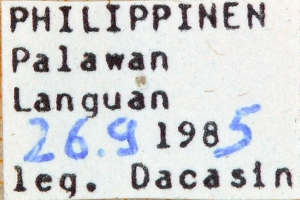 PHILIPPINEN
Palawan
Languan
26.9 1985
leg. Dacasin